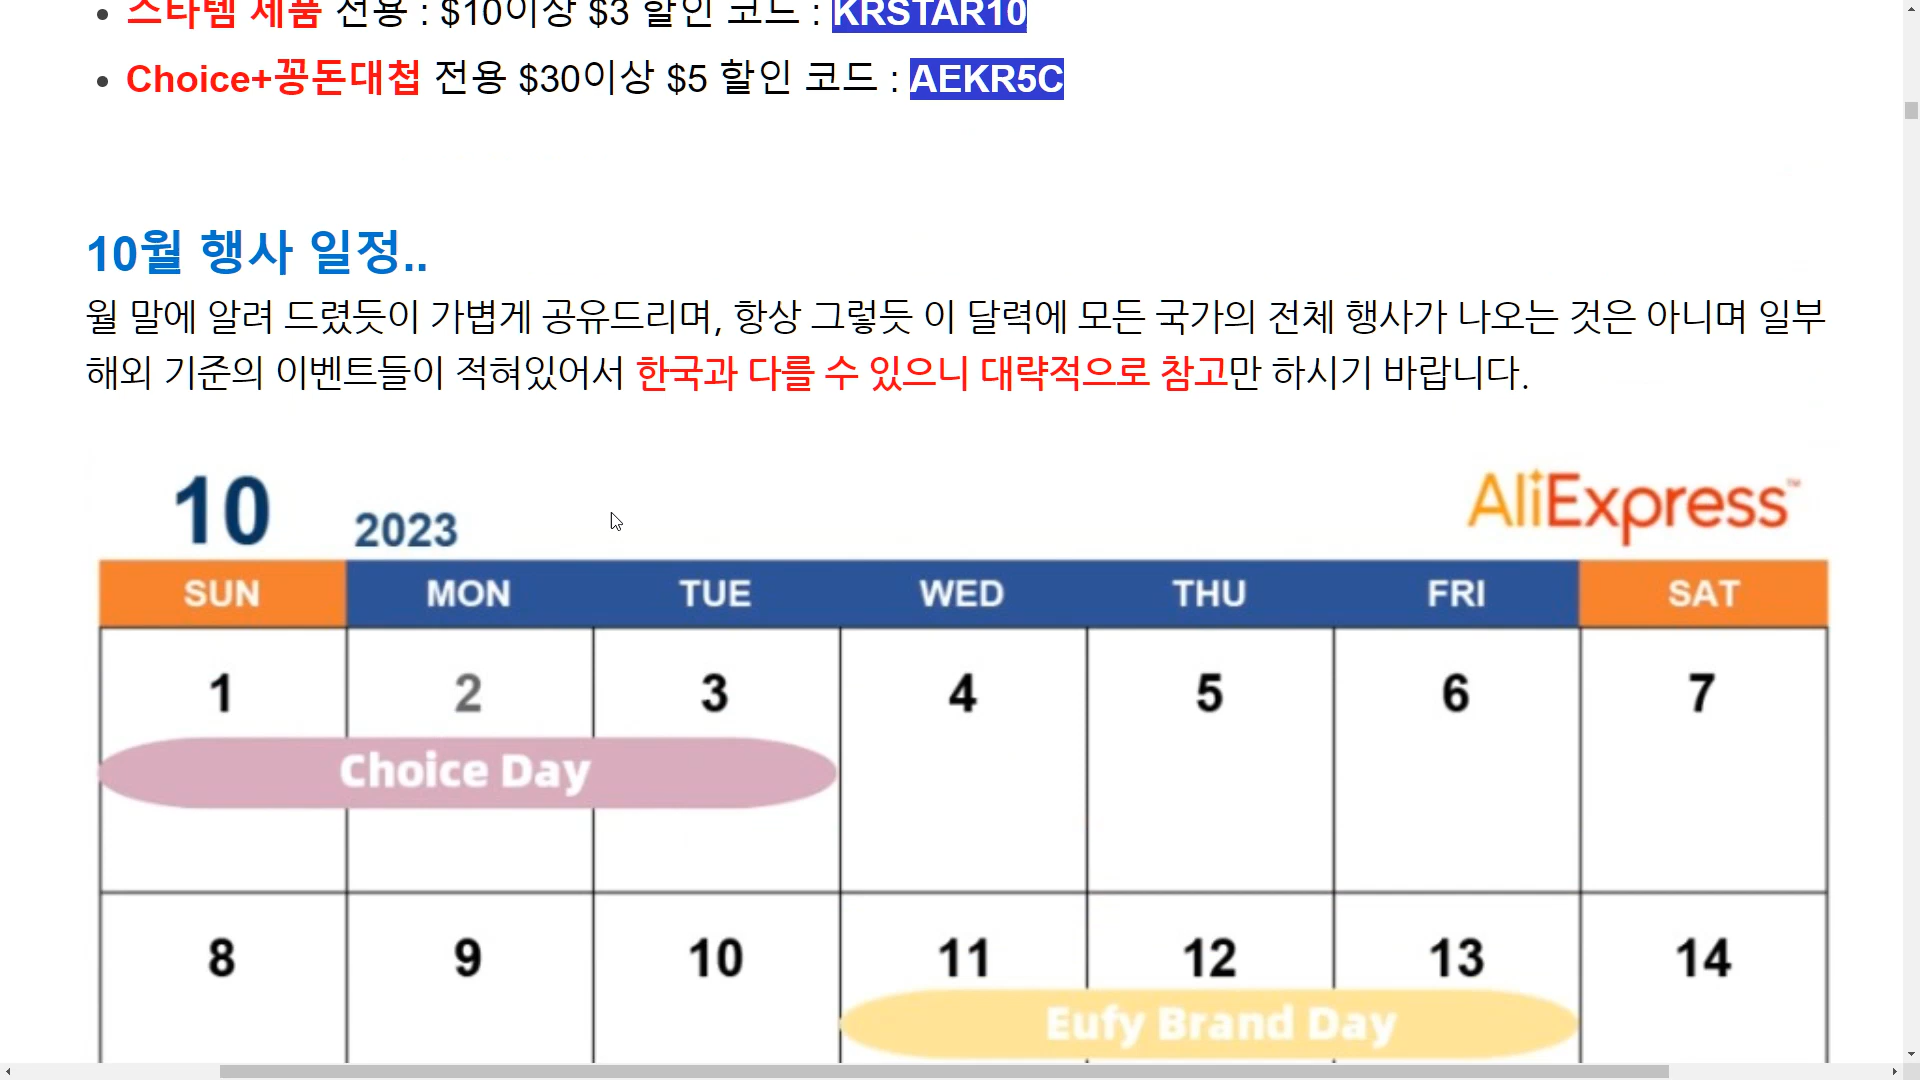 스타템 제품 전용 : $10이상 $3 할인 코드 : KRSTAR10
Choice+꽁돈대첩 전용 $30이상 $5 할인 코드 : AEKR5C
10월 행사 일정..
월 말에 알려 드렸듯이 가볍게 공유드리며, 항상 그렇듯 이 달력에 모든 국가의 전체 행사가 나오는 것은 아니며 일부
해외 기준의 이벤트들이 적혀있어서 한국과 다를 수 있으니 대략적으로 참고만 하시기 바랍니다.
10 2023 AliExpress™
SUN MON TUE WED THU FRI SAT
1 2 3 4 5 6 7
Choice Day
8 9 10 11 12 13 14
Eufy Brand Day